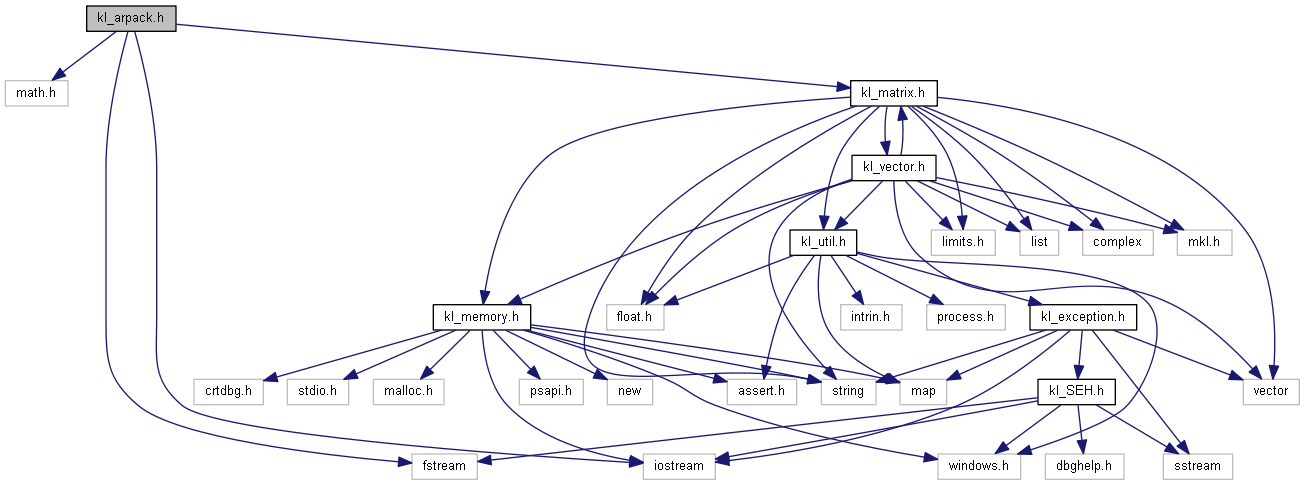 kl_arpack.h
math.h
kl_matrix.h
kl_vector.h
kl_util.h
limits.h
list
complex
mkl.h
kl_memory.h
float.h
intrin.h
process.h
kl_exception.h
crtdbg.h
stdio.h
malloc.h
psapi.h
new
assert.h
string
map
kl_SEH.h
vector
fstream
iostream
windows.h
dbghelp.h
sstream